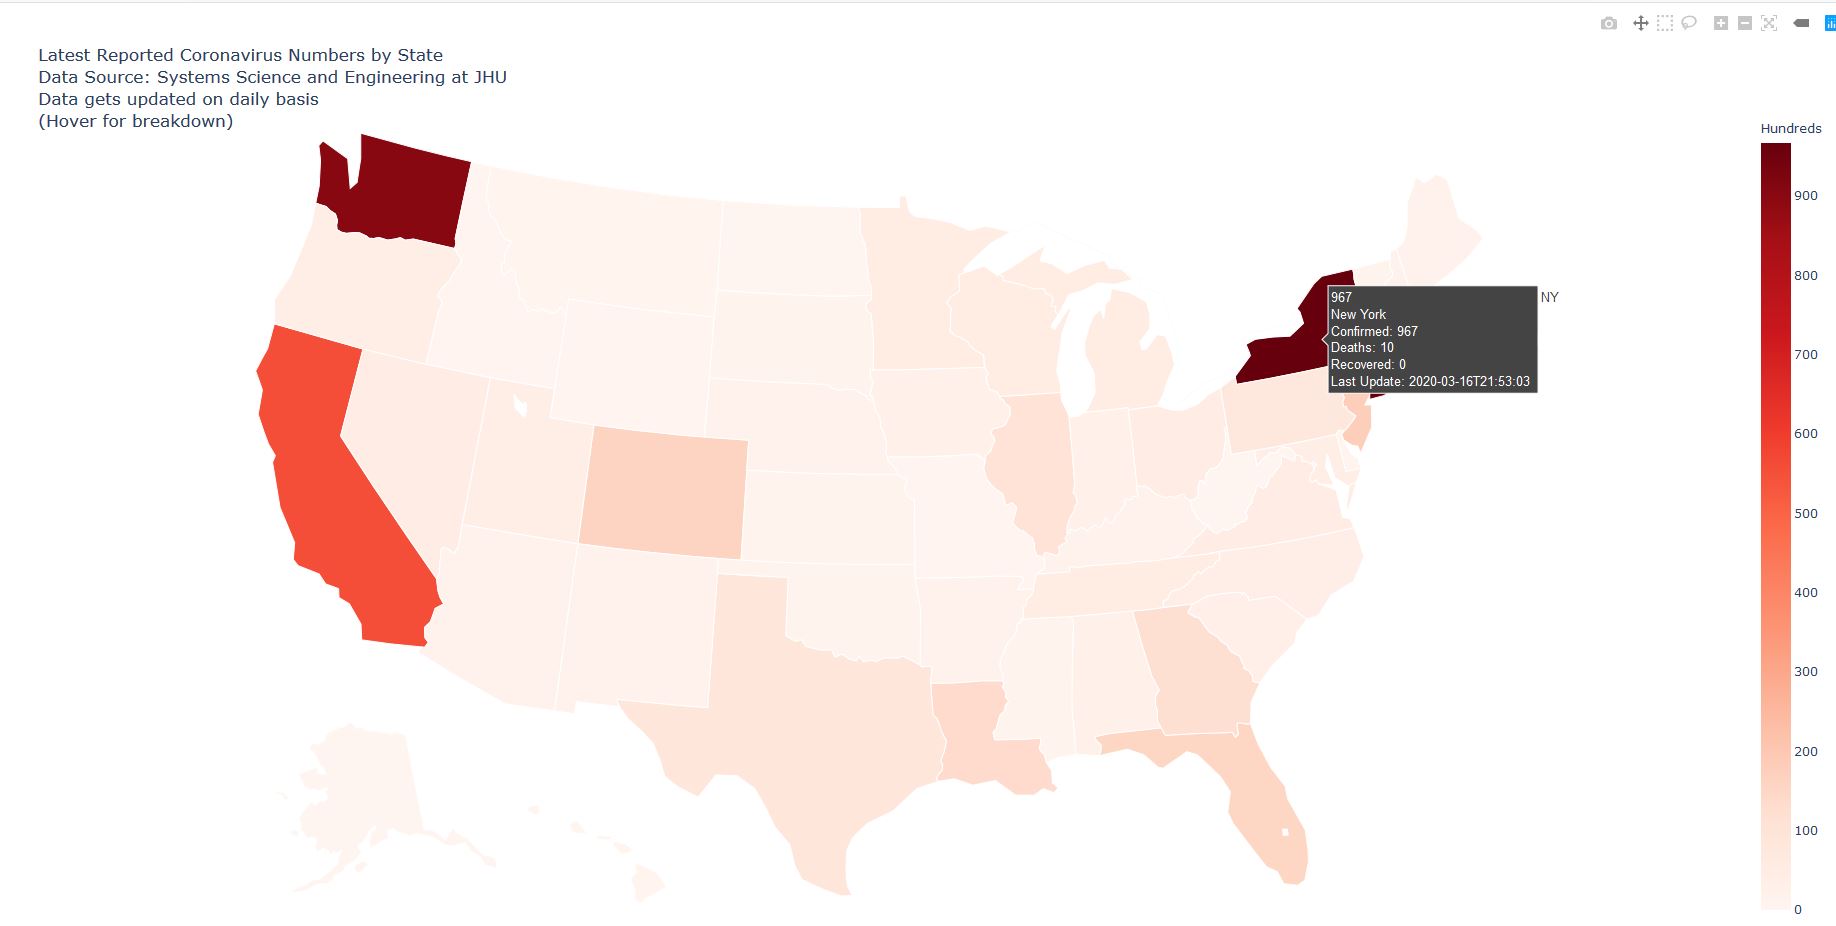 Latest Reported Coronavirus Numbers by State
Data Source: Systems Science and Engineering at JHU
Data gets updated on daily basis
(Hover for breakdown)
Hundreds
900
800
700
600
500
400
300
200
100
0
967
New York
Confirmed: 967
Deaths: 10
Recovered: 0
Last Update: 2020-03-16T21:53:03
NY